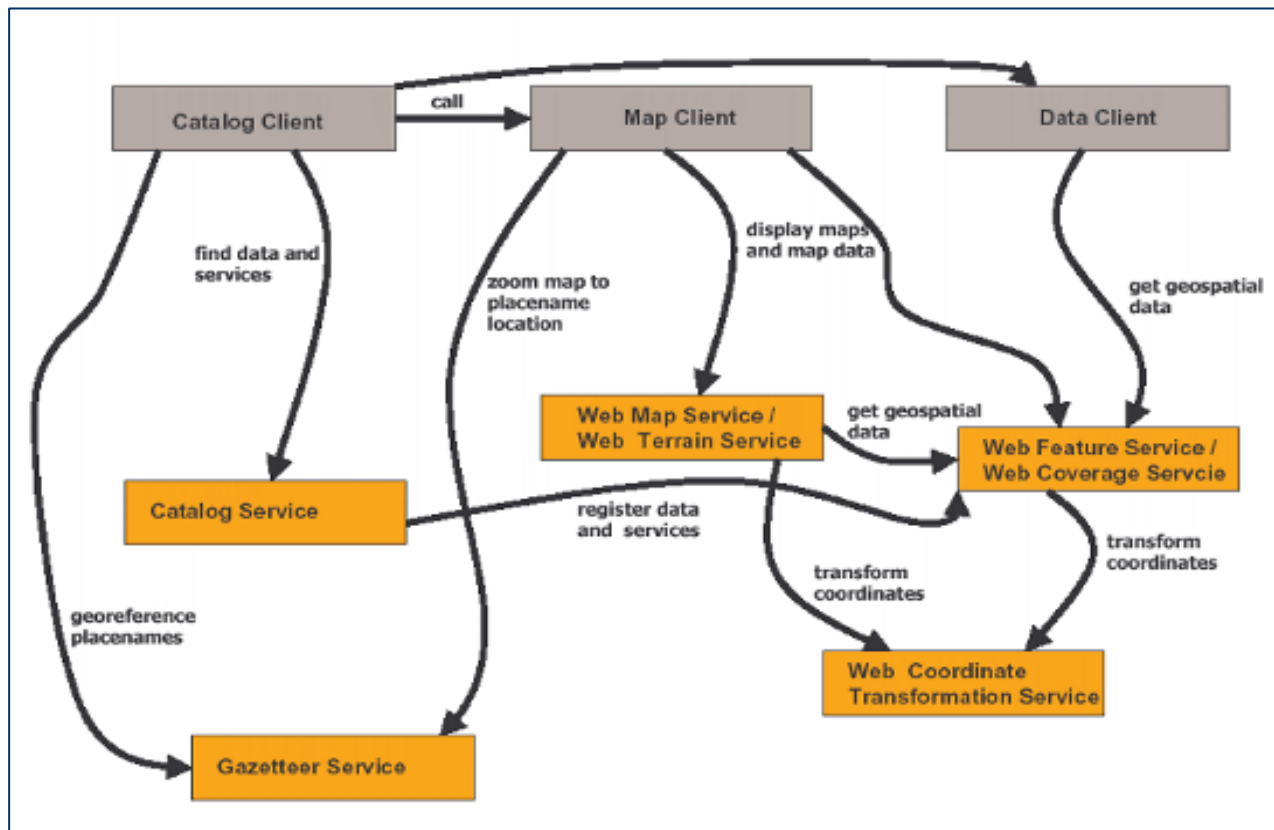 call
Catalog Client
Map Client
Data Client
find data and
services
zoom map to
placename
location
display maps
and map data
get geospatial
data
Web Map Service /
Web Terrain Service
get geospatial
data
Web Feature Service /
Web Coverage Servcie
Catalog Service
register data
and services
transform
coordinates
transform
coordinates
georeference
placenames
Web Coordinate
Transformation Service
Gazetteer Service